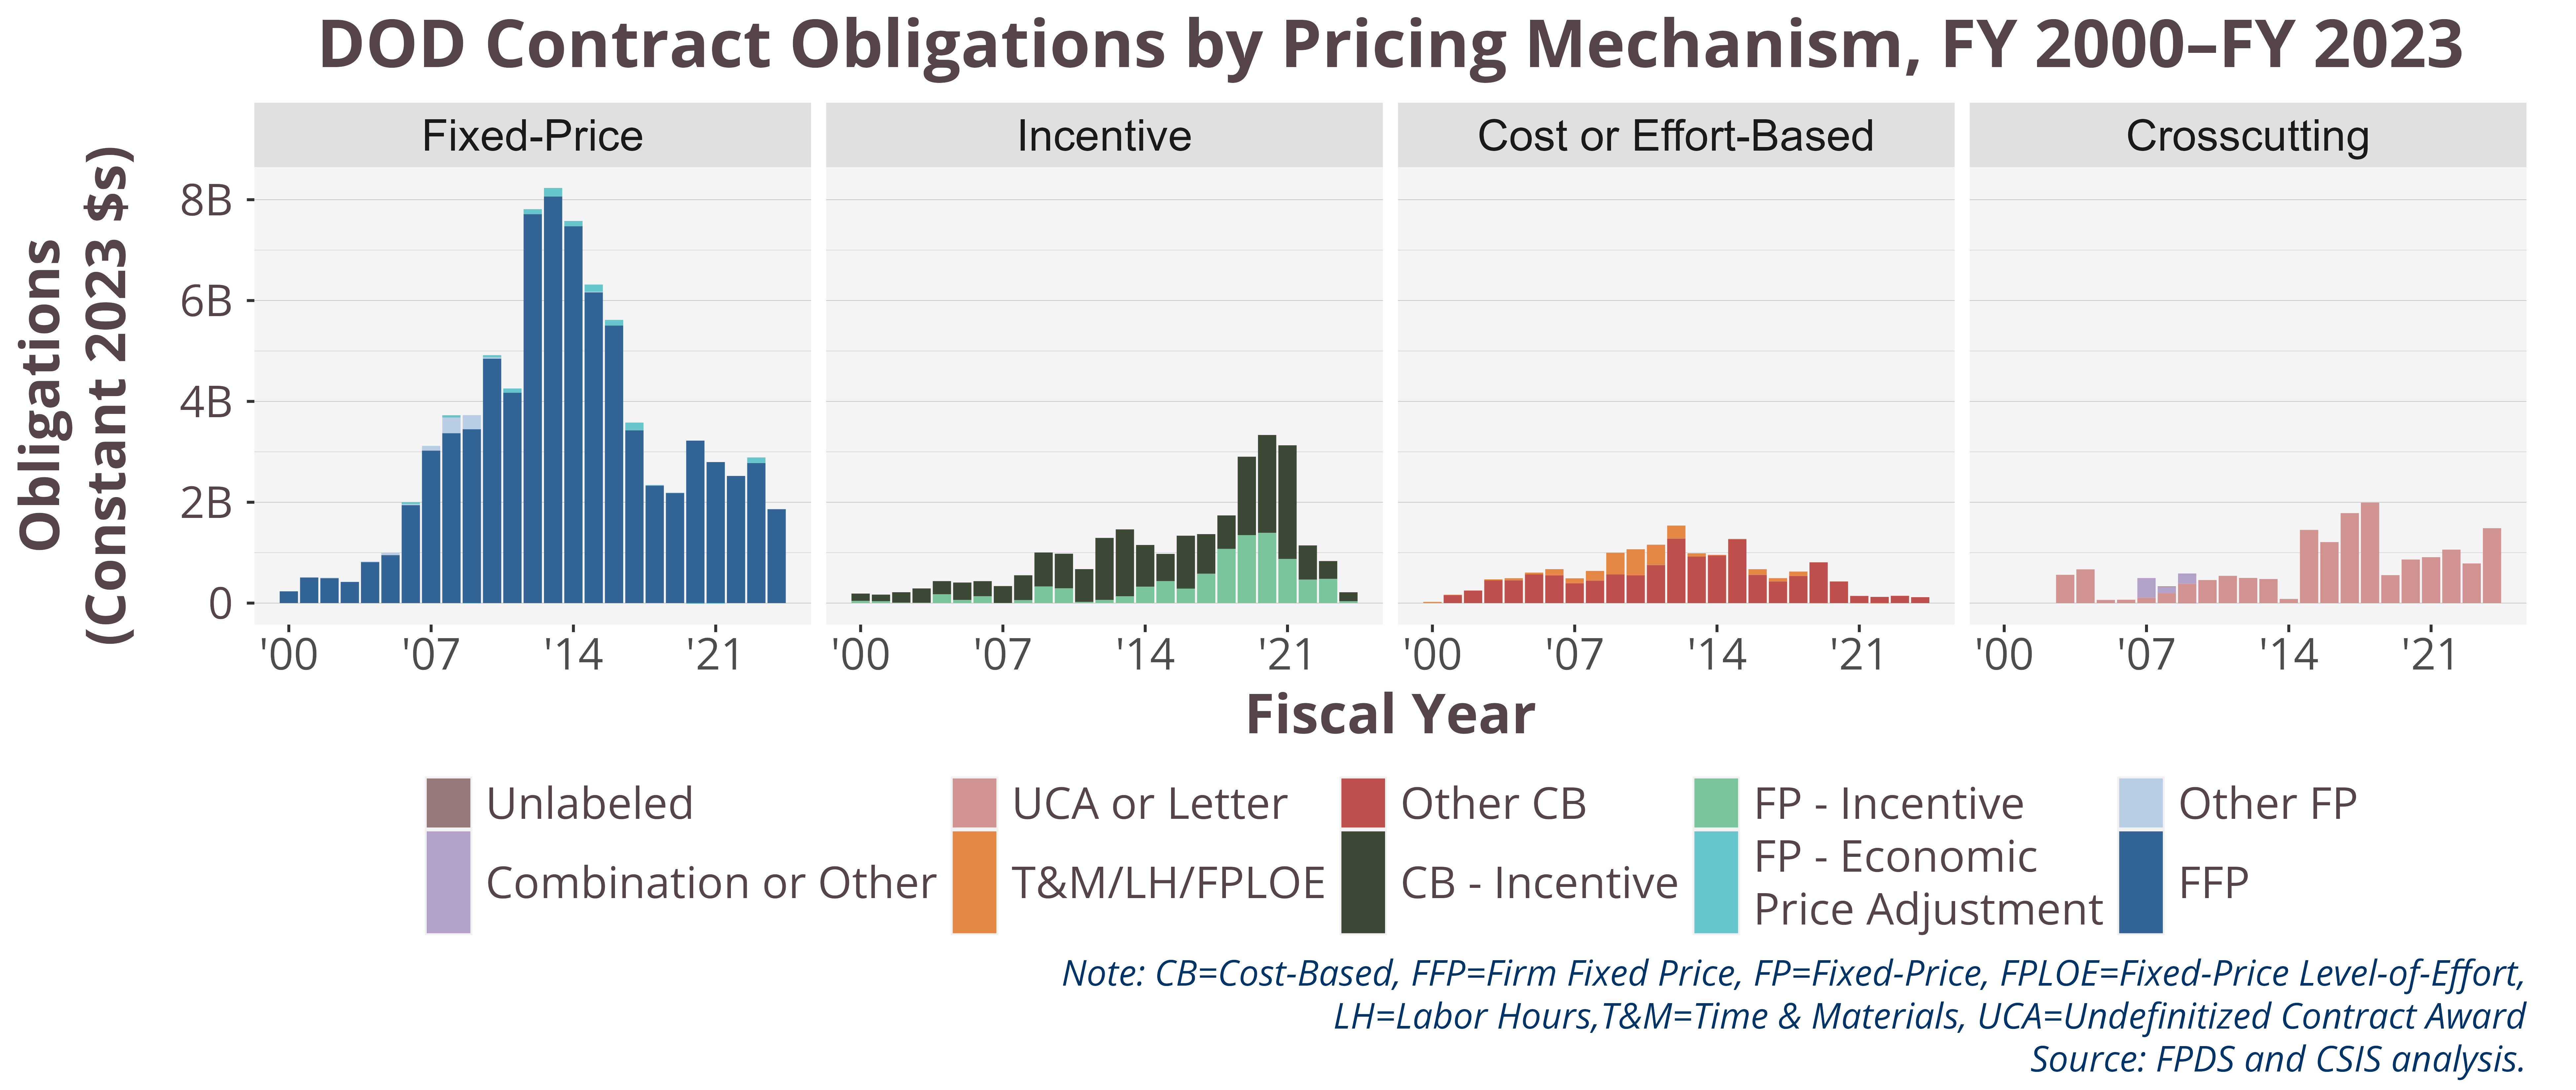 DOD Contract Obligations by Pricing Mechanism, FY 2000–FY 2023
Obligations
(Constant 2023 $s)
Fixed-Price
Incentive
Cost or Effort-Based
Crosscutting
8B
6B
4B
2B
0
'00 '07 '14 '21
'00 '07 '14 '21
'00 '07 '14 '21
'00 '07 '14 '21
Fiscal Year
Unlabeled
Combination or Other
UCA or Letter
T&M/LH/FPLOE
Other CB
CB - Incentive
FP - Incentive
FP - Economic
Price Adjustment
Other FP
FFP
Note: CB=Cost-Based, FFP=Firm Fixed Price, FP=Fixed-Price, FPLOE=Fixed-Price Level-of-Effort,
LH=Labor Hours,T&M=Time & Materials, UCA=Undefinitized Contract Award
Source: FPDS and CSIS analysis.